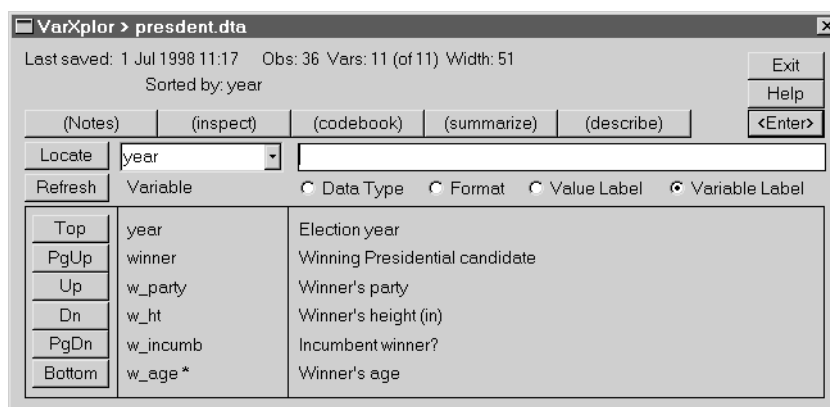 VarXplor > presdent.dta
Last saved: 1 Jul 1998 11:17 Obs: 36 Vars: 11 (of 11) Width: 51
Sorted by: year
Exit
Help
(Notes) (inspect) (codebook) (summarize) (describe) <Enter>
Locate year
Refresh Variable Data Type Format Value Label Variable Label
Top year Election year
PgUp winner Winning Presidential candidate
Up w_party Winner's party
Dn w_ht Winner's height (in)
PgDn w_incumb Incumbent winner?
Bottom w_age * Winner's age